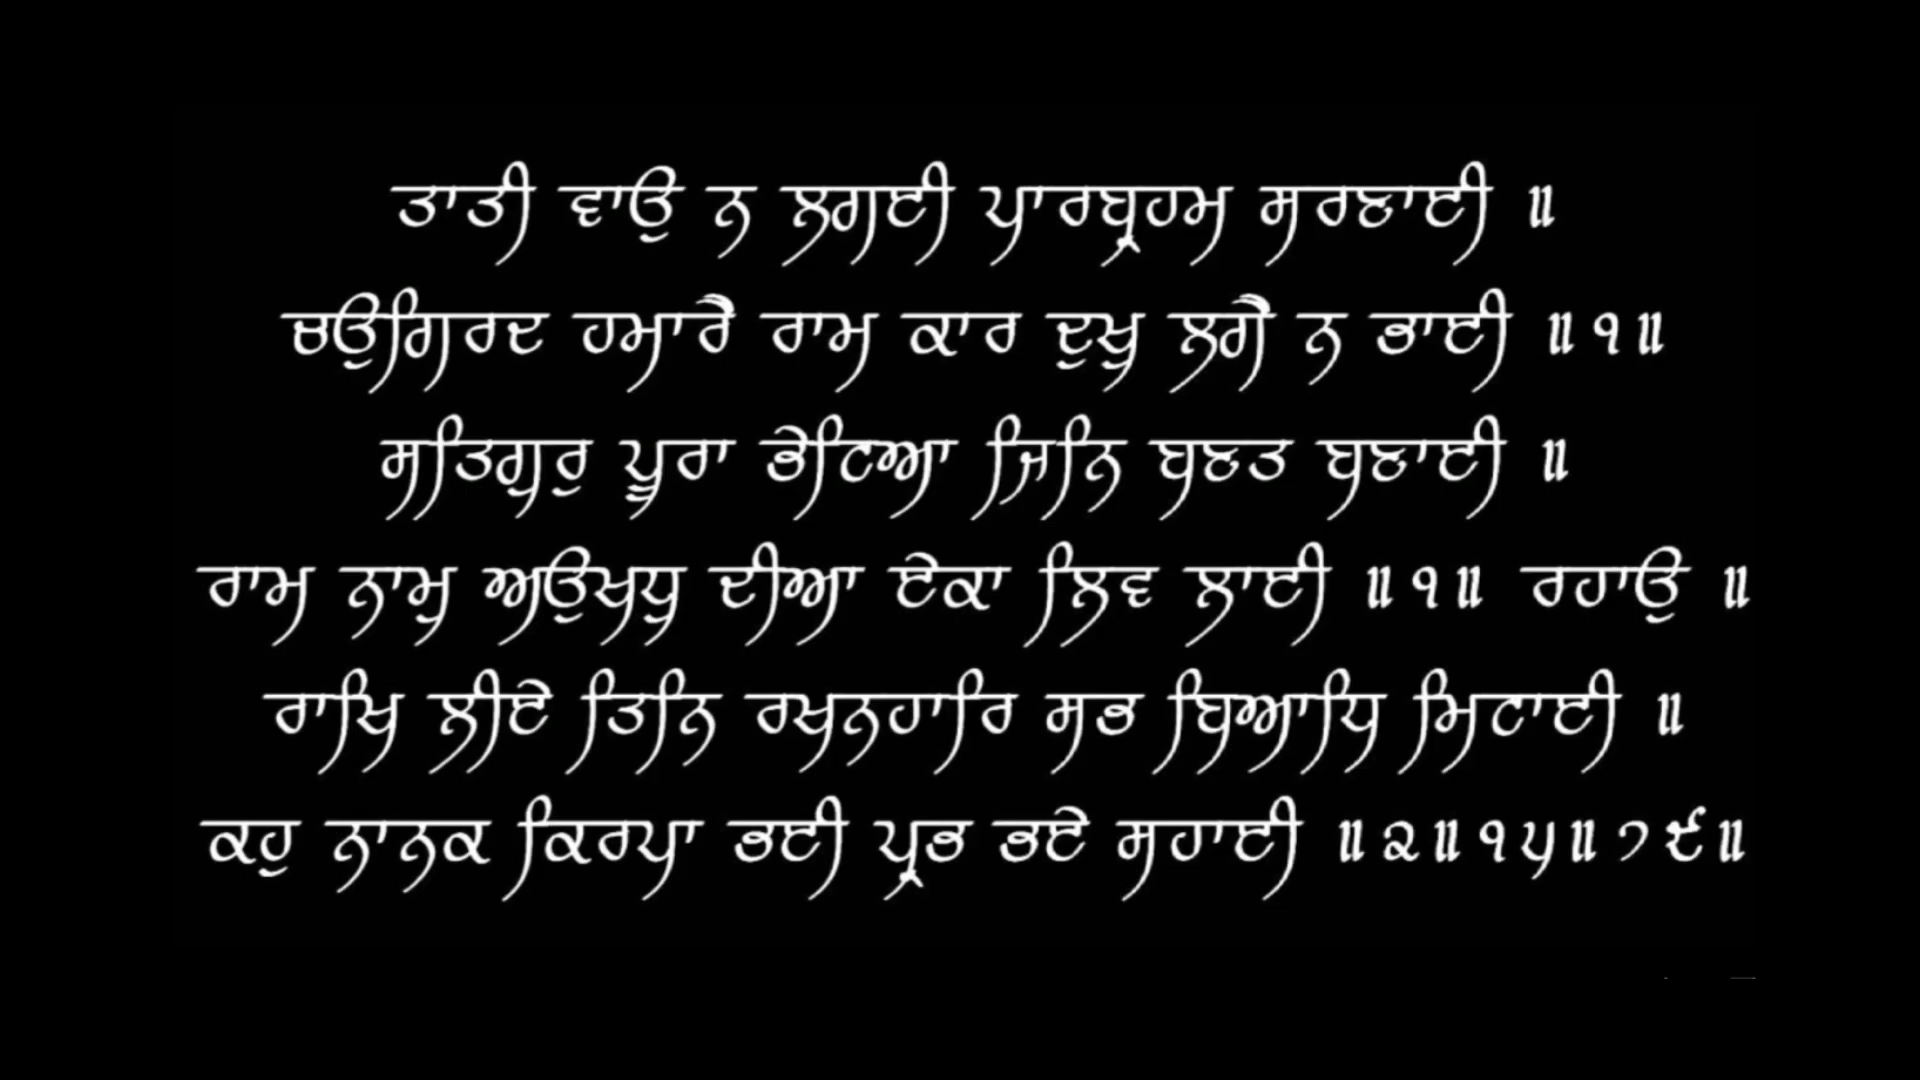 ਤਾਤੀ ਵਾਉ ਨ ਲਗਈ ਪਾਰਬ੍ਰਹਮ ਸਰਣਾਈ ॥
ਚਉਗਿਰਦ ਹਮਾਰੈ ਰਾਮ ਕਾਰ ਦੁਖੁ ਲਗੈ ਨ ਭਾਈ ॥੧॥
ਸਤਿਗੁਰੁ ਪੂਰਾ ਭੇਟਿਆ ਜਿਨਿ ਬਣਤ ਬਣਾਈ ॥
ਰਾਮ ਨਾਮੁ ਅਉਖਧੁ ਦੀਆ ਏਕਾ ਲਿਵ ਲਾਈ ॥੧॥ ਰਹਾਉ ॥
ਰਾਖਿ ਲੀਏ ਤਿਨਿ ਰਖਨਹਾਰਿ ਸਭ ਬਿਆਧਿ ਮਿਟਾਈ ॥
ਕਹੁ ਨਾਨਕ ਕਿਰਪਾ ਭਈ ਪ੍ਰਭ ਭਏ ਸਹਾਈ ॥੨॥੧੫॥੭੯॥